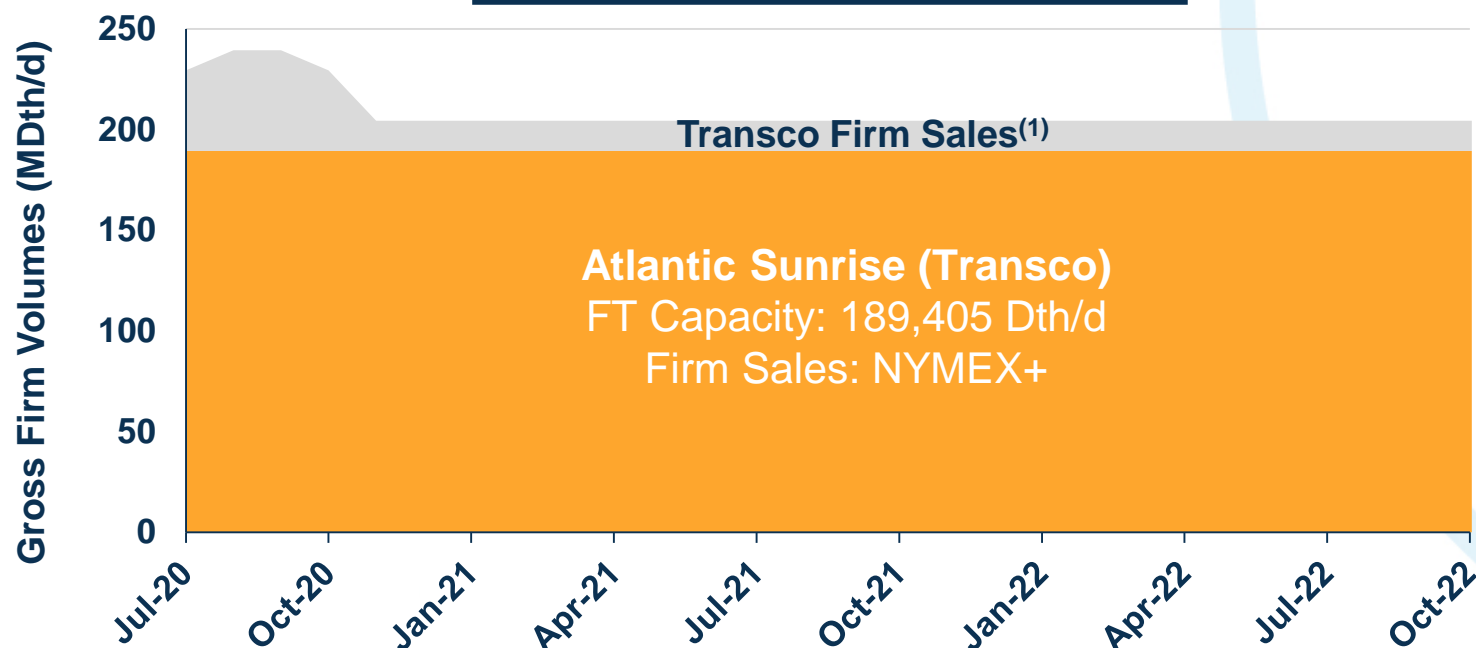 Gross Firm Volumes (MDth/d)
250
200
150
100
50
0
Transco Firm Sales(1)
Atlantic Sunrise (Transco)
FT Capacity: 189,405 Dth/d
Firm Sales: NYMEX+
Jul-20
Oct-20
Jan-21
Apr-21
Jul-21
Oct-21
Jan-22
Apr-22
Jul-22
Oct-22